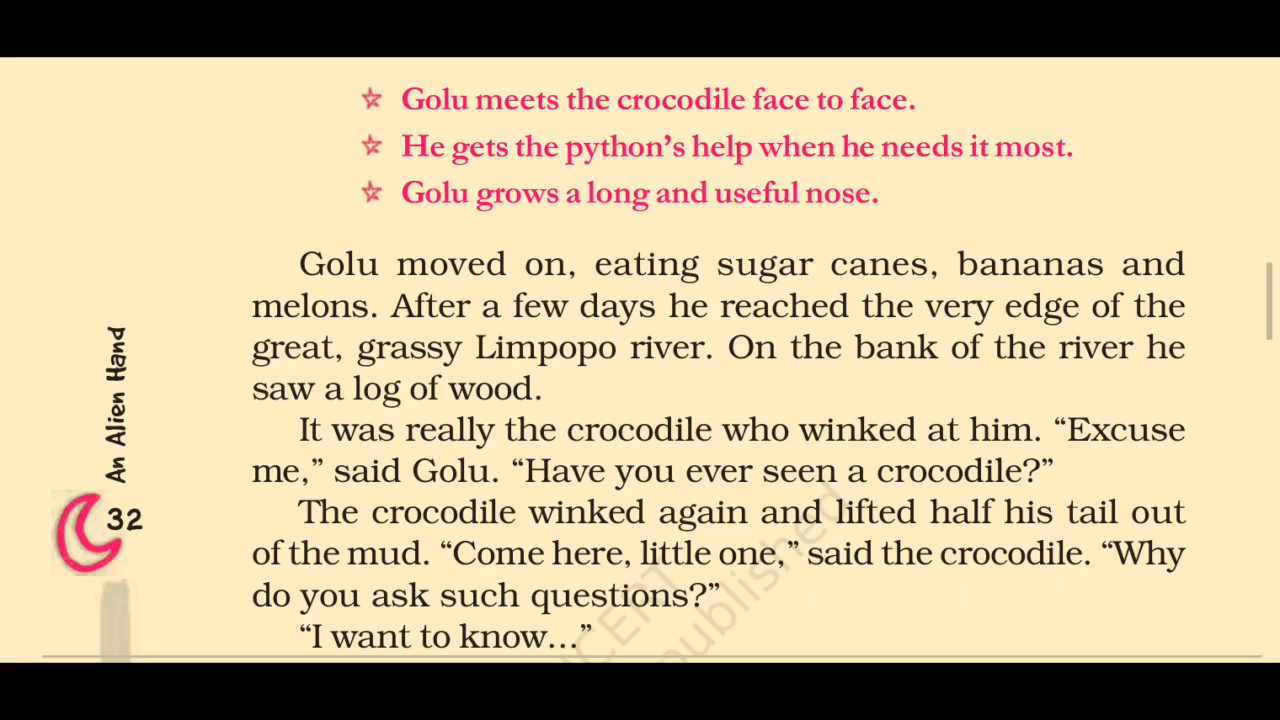 Golu meets the crocodile face to face.
He gets the python's help when he needs it most.
Golu grows a long and useful nose.
Golu moved on, eating sugar canes, bananas and
melons. After a few days he reached the very edge of the
great, grassy Limpopo river. On the bank of the river he
saw a log of wood.
It was really the crocodile who winked at him. “Excuse
me,” said Golu. “Have you ever seen a crocodile?”
The crocodile winked again and lifted half his tail out
of the mud. “Come here, little one,” said the crocodile. “Why
do you ask such questions?”
“I want to know…”
An Alien Hand
32
NCERT
published